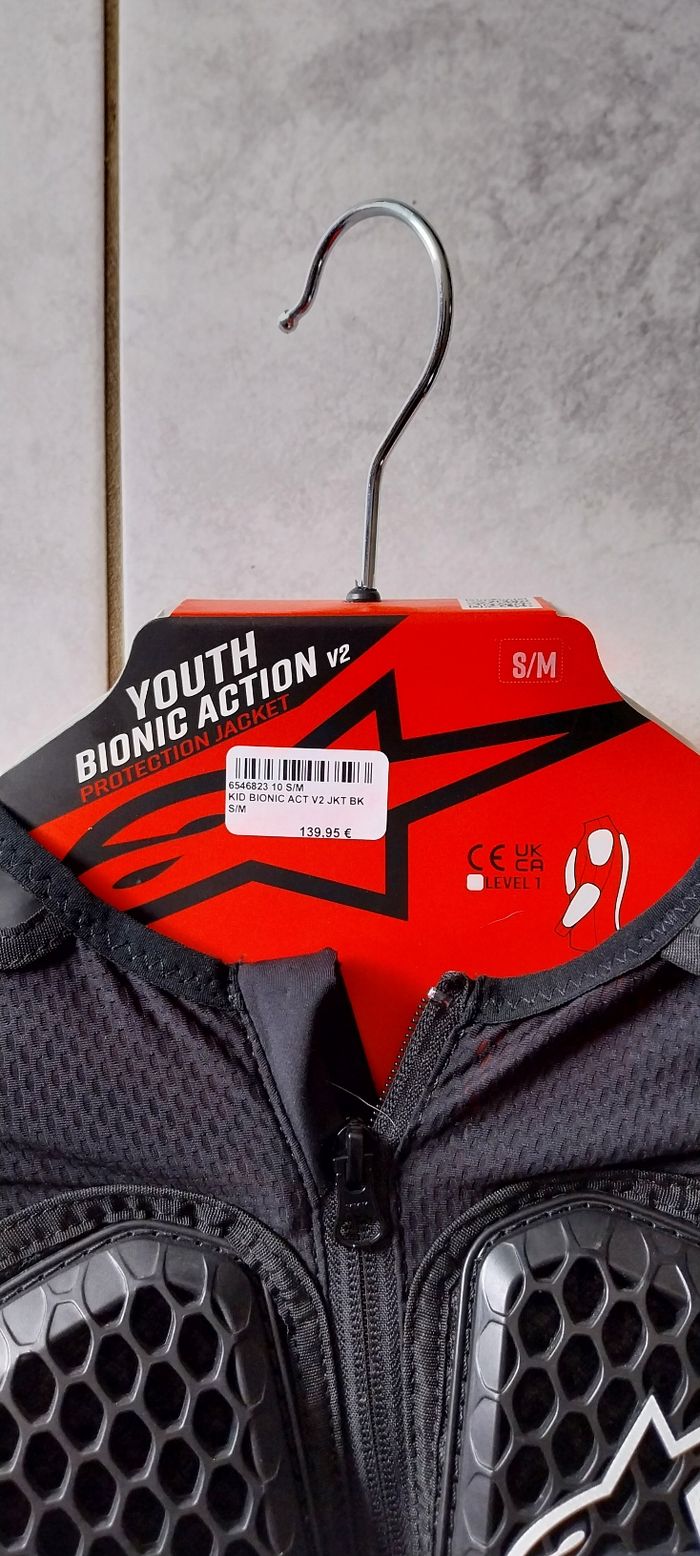 YOUTH
BIONIC ACTION V2
PROTECTION JACKET
S/M
6546823 10 S/M
KID BIONIC ACT V2 JKT BK
S/M
139,95 €
CE UK
CA
LEVEL 1